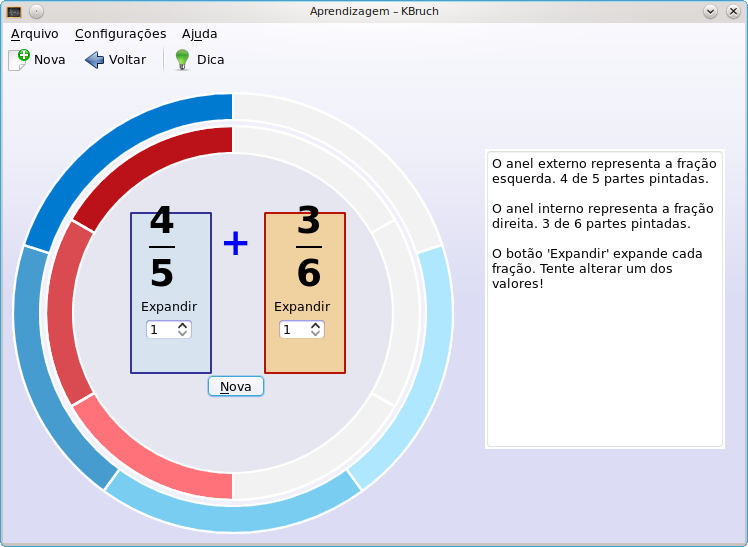 Aprendizagem – KBruch
Arquivo Configurações Ajuda
Nova Voltar Dica
4
5
Expandir
1
+
3
6
Expandir
1
Nova
O anel externo representa a fração
esquerda. 4 de 5 partes pintadas.
O anel interno representa a fração
direita. 3 de 6 partes pintadas.
O botão 'Expandir' expande cada
fração. Tente alterar um dos
valores!